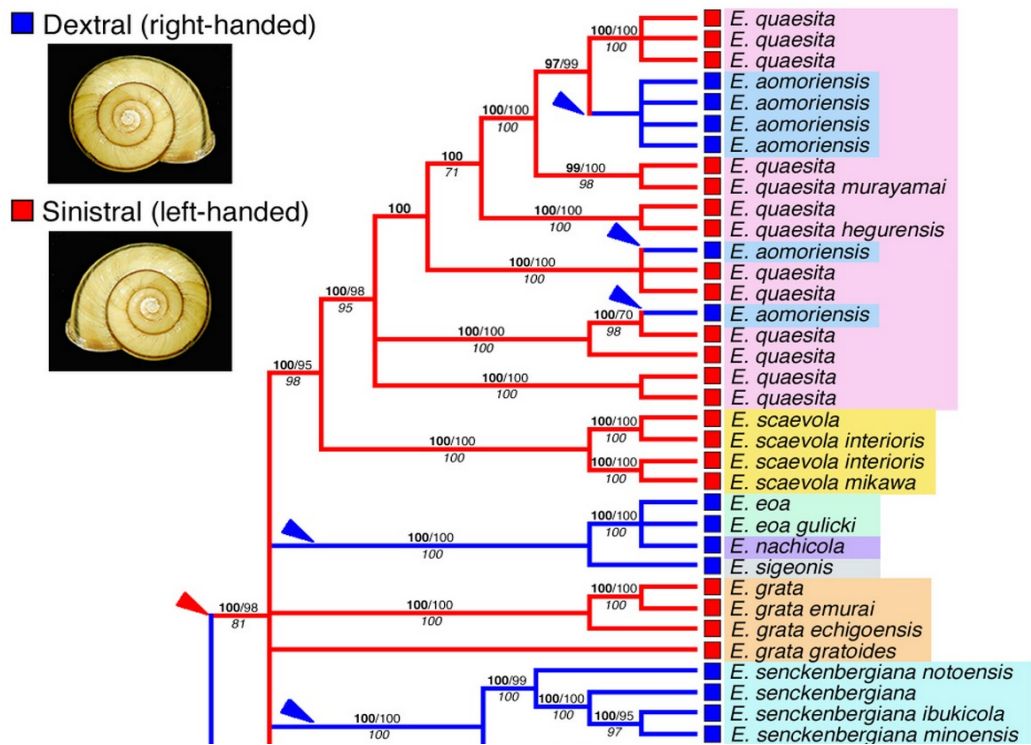 Dextral (right-handed)
Sinistral (left-handed)
E. quaesita
100/100
100
E. quaesita
E. quaesita
97/99
E. aomoriensis
E. aomoriensis
100/100
100
E. aomoriensis
E. aomoriensis
100
71
99/100
98
E. quaesita
E. quaesita murayamai
100
100/100
100
E. quaesita
E. quaesita hegurensis
E. aomoriensis
100/100
100
E. quaesita
E. quaesita
100/98
95
100/70
98
E. aomoriensis
100/100
100
E. quaesita
E. quaesita
100/95
98
100/100
100
E. quaesita
E. quaesita
100/100
100
E. scaevola
100/100
100
E. scaevola interioris
100/100
100
E. scaevola interioris
E. scaevola mikawa
E. eoa
100/100
100
E. eoa gulicki
100/100
100
E. nachicola
E. sigeonis
100/98
81
100/100
100
E. grata
100/100
100
E. grata emurai
E. grata echigoensis
E. grata gratoides
100/99
100
E. senckenbergiana notoensis
100/100
100
E. senckenbergiana
100/100
100
100/95
97
E. senckenbergiana ibukicola
E. senckenbergiana minoensis